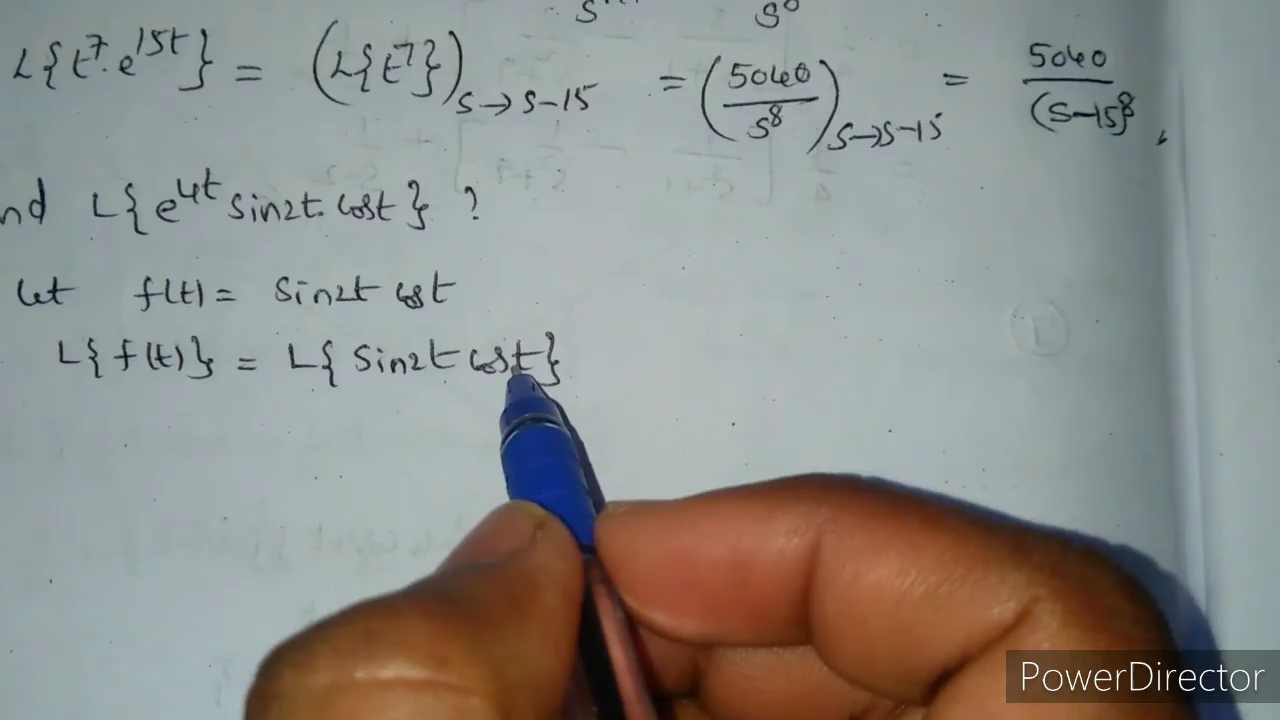 L{t⁷·e¹⁵ᵗ} = (L{t⁷})ₛ→ₛ₋₁₅ = (5040/s⁸)ₛ→ₛ₋₁₅ = 5040/(s-15)⁸,
nd L{e⁴ᵗ sin2t.cost} ?
Let f(t) = sin2t cost
L{f(t)} = L{sin2t cost}
PowerDirector